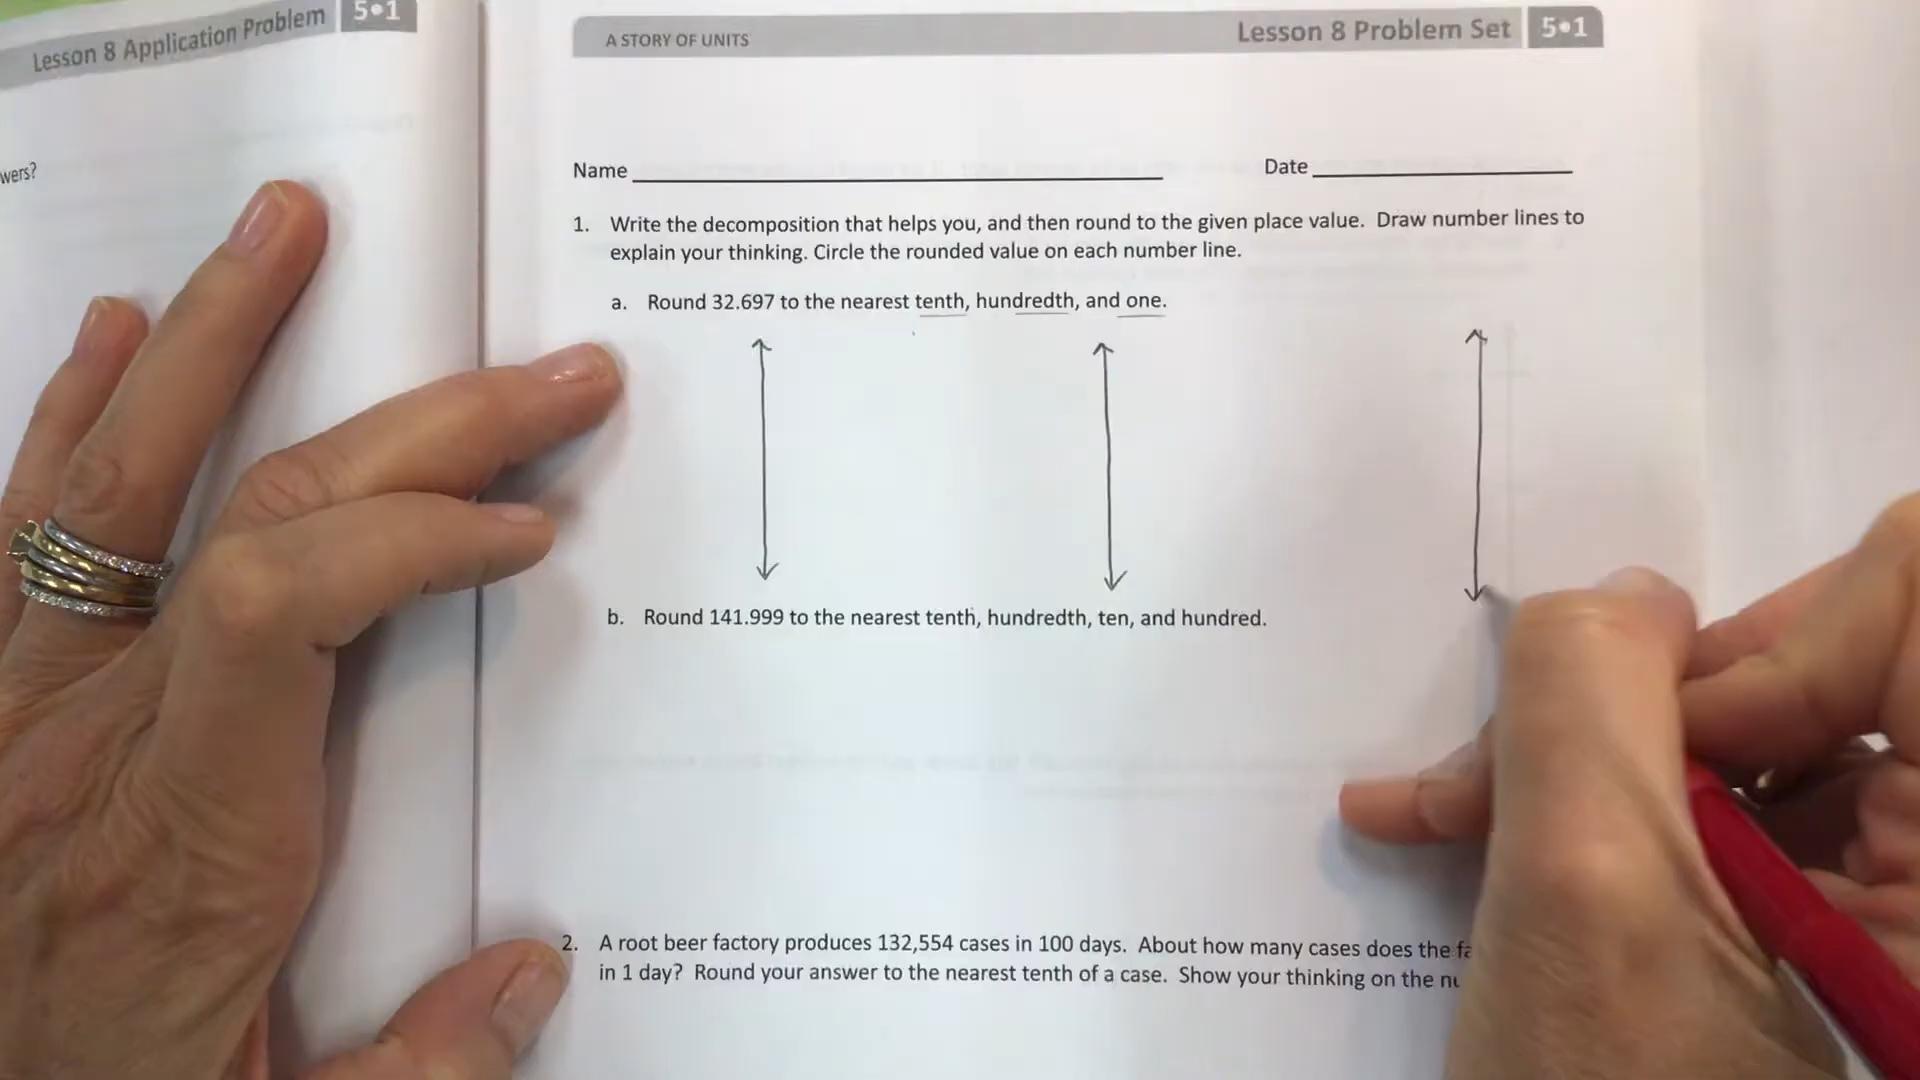 Lesson 8 Application Problem 5•1
wers?
A STORY OF UNITS Lesson 8 Problem Set 5•1
Name Date
1. Write the decomposition that helps you, and then round to the given place value. Draw number lines to
explain your thinking. Circle the rounded value on each number line.
a. Round 32.697 to the nearest tenth, hundredth, and one.
b. Round 141.999 to the nearest tenth, hundredth, ten, and hundred.
2. A root beer factory produces 132,554 cases in 100 days. About how many cases does the
in 1 day? Round your answer to the nearest tenth of a case. Show your thinking on the